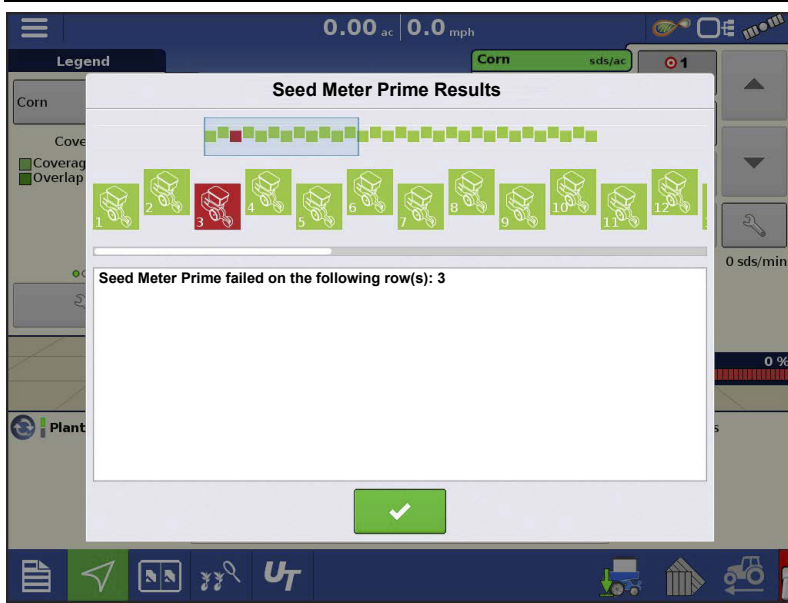 0.00 ac 0.0 mph
Legend
Corn sds/ac
1
Seed Meter Prime Results
Corn
Cove
Coverag
Overlap
1 2 3 4 5 6 7 8 9 10 11 12
0 sds/min
Seed Meter Prime failed on the following row(s): 3
0 %
Plant
s
UT